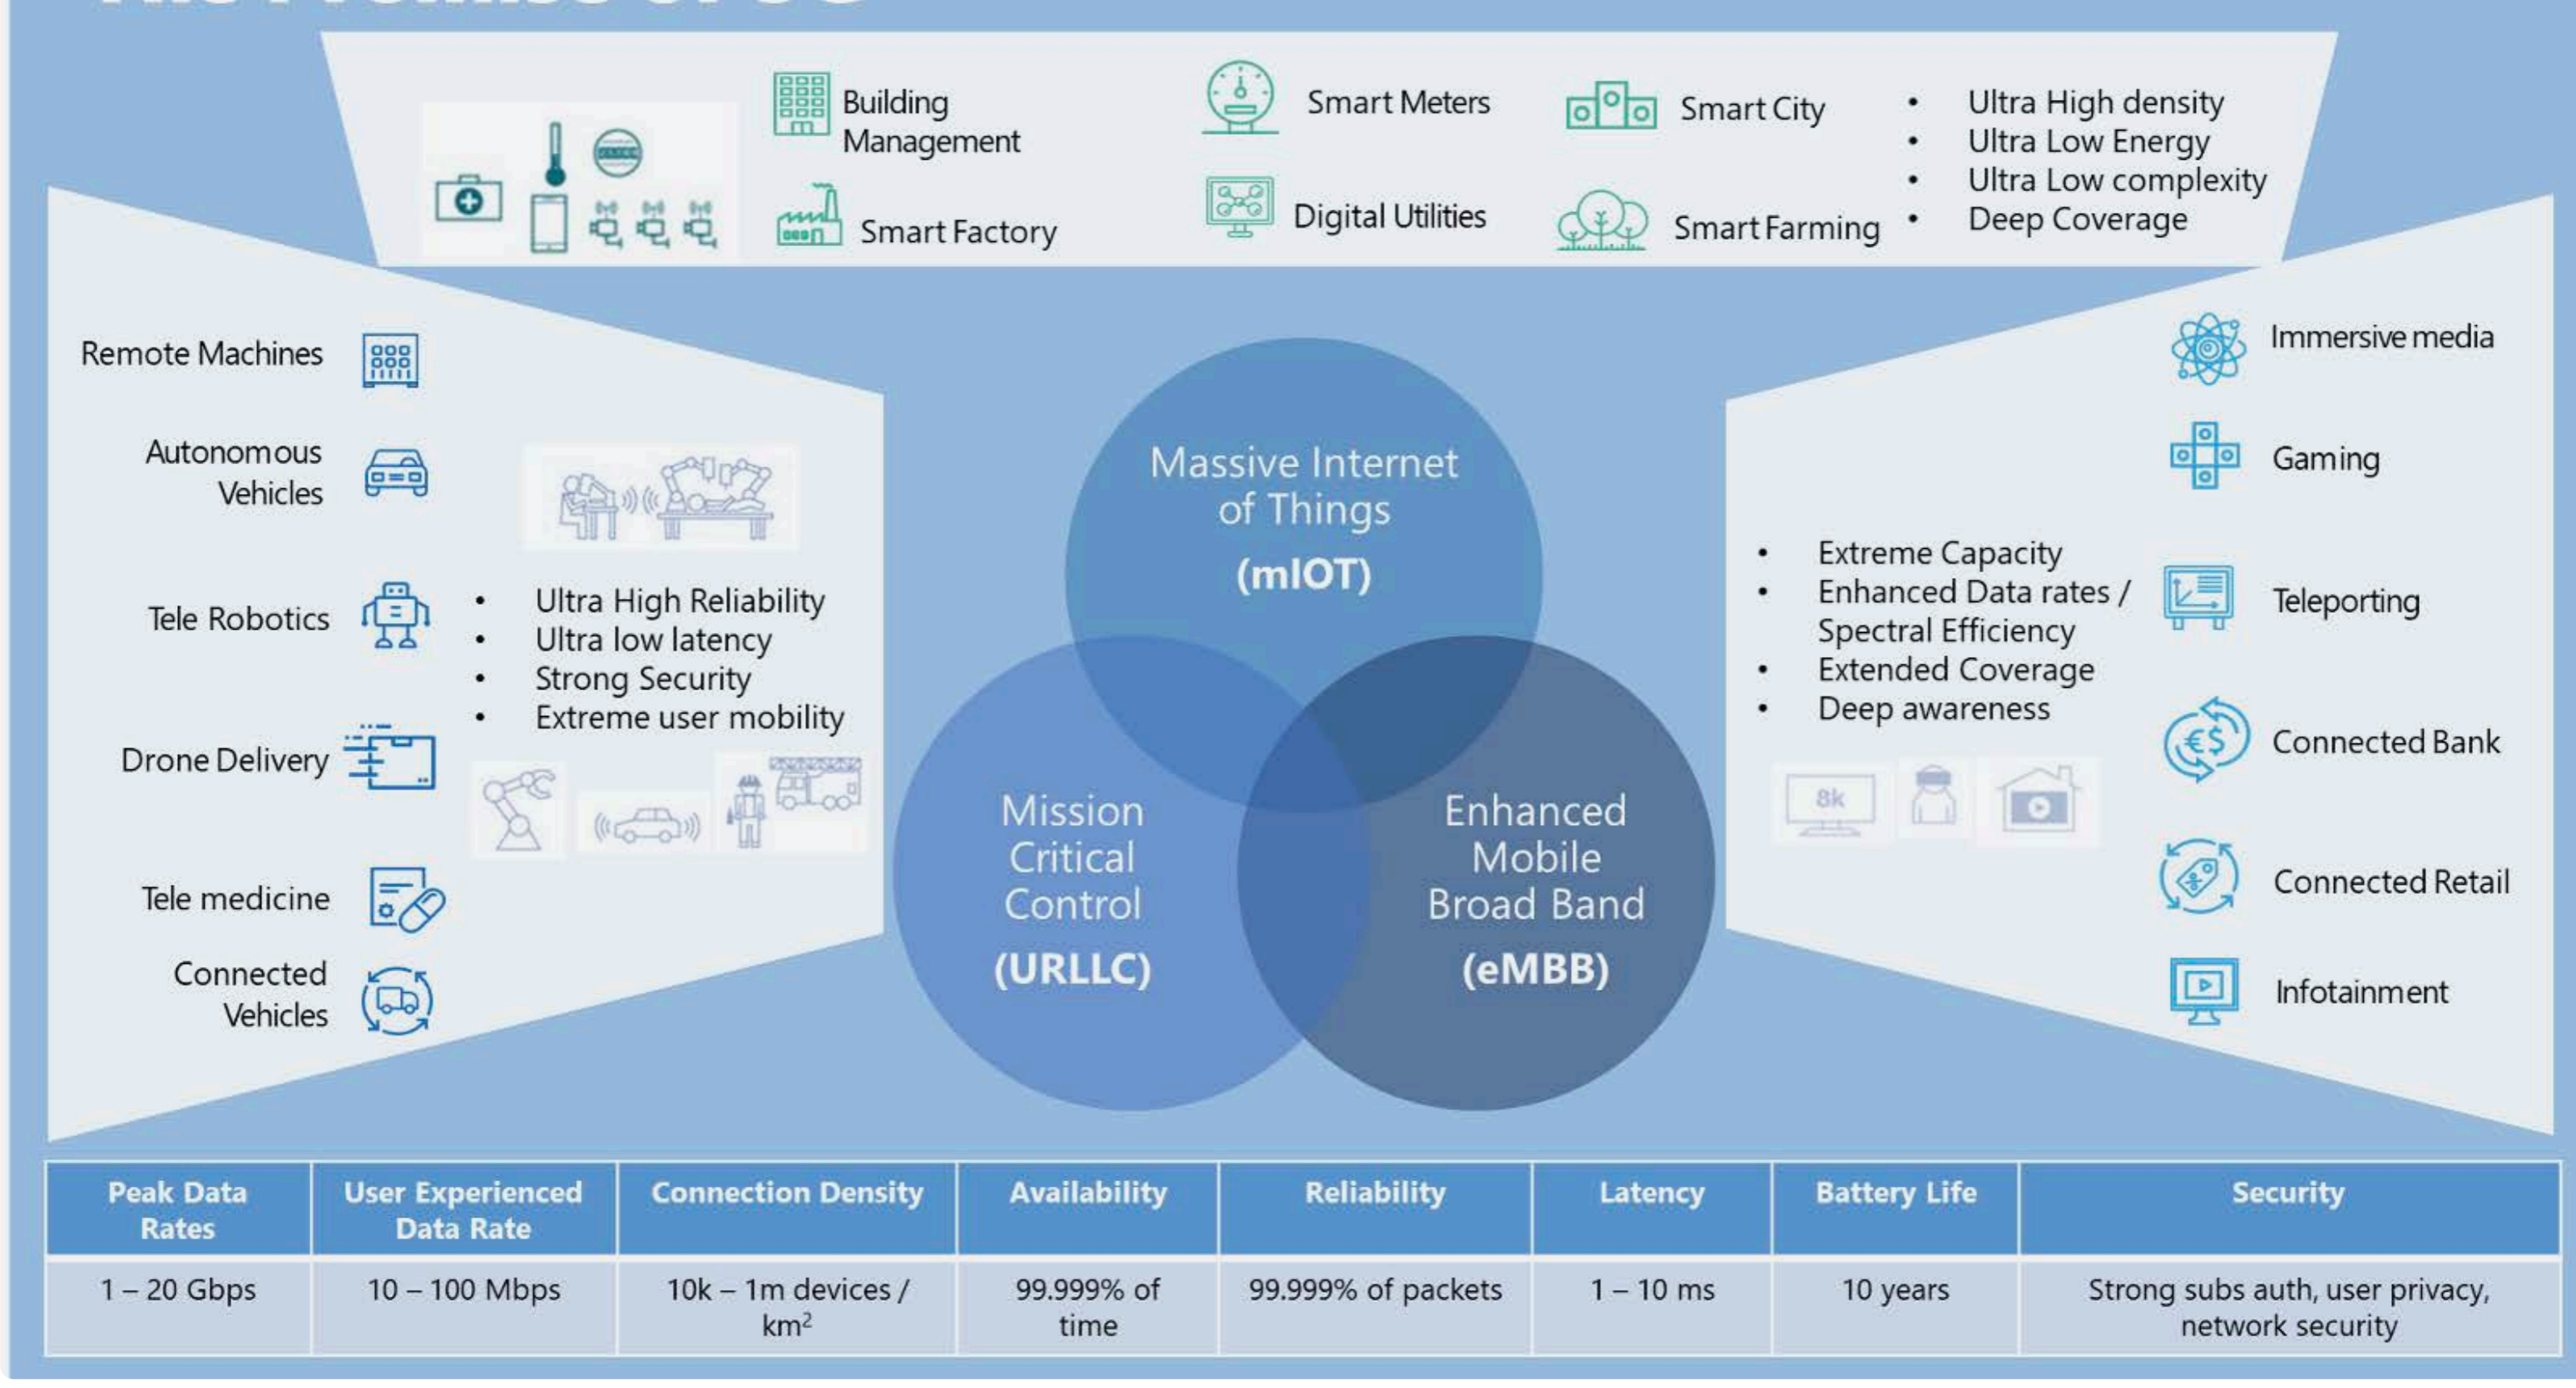 Building
Management
Smart Meters
Smart City
Smart Factory
Digital Utilities
Smart Farming
• Ultra High density
• Ultra Low Energy
• Ultra Low complexity
• Deep Coverage
Remote Machines
Autonomous
Vehicles
Tele Robotics
Drone Delivery
Tele medicine
Connected
Vehicles
• Ultra High Reliability
• Ultra low latency
• Strong Security
• Extreme user mobility
Massive Internet
of Things
(mIOT)
Mission
Critical
Control
(URLLC)
Enhanced
Mobile
Broad Band
(eMBB)
• Extreme Capacity
• Enhanced Data rates /
Spectral Efficiency
• Extended Coverage
• Deep awareness
8k
Immersive media
Gaming
Teleporting
€$
Connected Bank
Connected Retail
Infotainment
Peak Data
Rates
User Experienced
Data Rate
Connection Density
Availability
Reliability
Latency
Battery Life
Security
1 – 20 Gbps
10 – 100 Mbps
10k – 1m devices /
km²
99.999% of
time
99.999% of packets
1 – 10 ms
10 years
Strong subs auth, user privacy,
network security